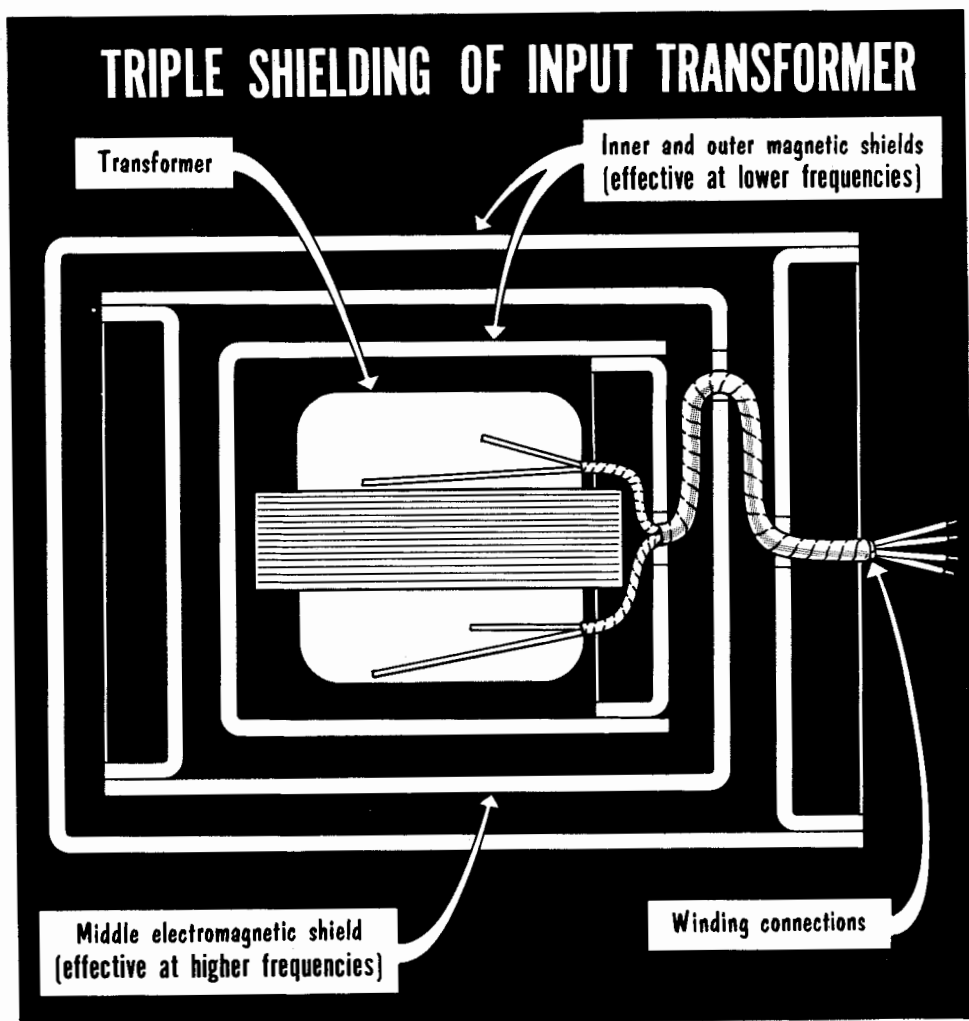 TRIPLE SHIELDING OF INPUT TRANSFORMER
Transformer
Inner and outer magnetic shields
(effective at lower frequencies)
Middle electromagnetic shield
(effective at higher frequencies)
Winding connections